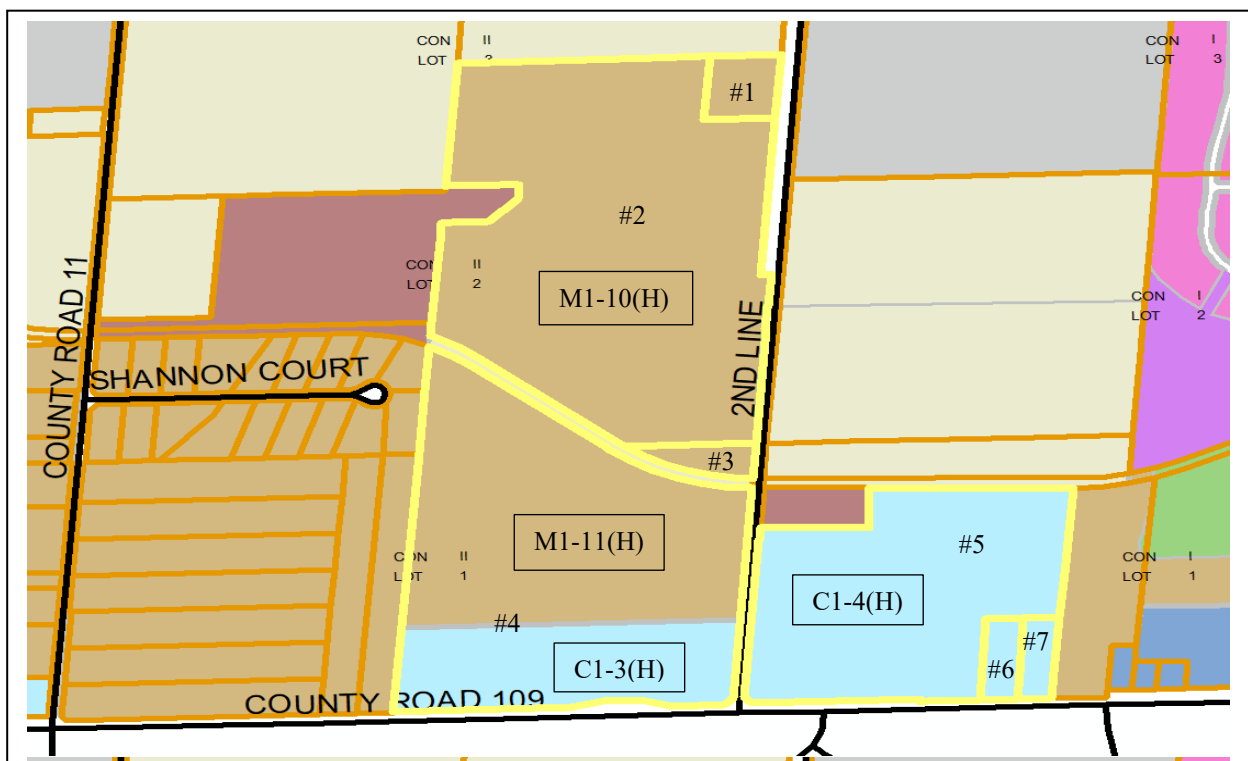 CON II
LOT 3
CON I
LOT 3
#1
#2
CON II
LOT 2
M1-10(H)
CON I
LOT 2
COUNTY ROAD 11
SHANNON COURT
2ND LINE
#3
M1-11(H)
#5
CON II
LOT 1
CON I
LOT 1
C1-4(H)
#4
#7
#6
C1-3(H)
COUNTY ROAD 109